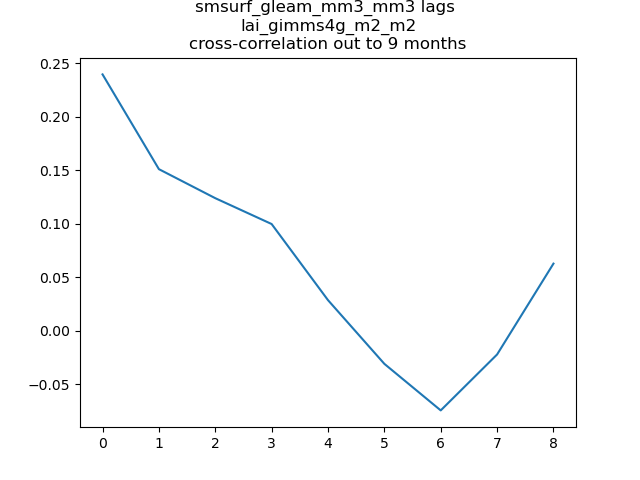 smsurf_gleam_mm3_mm3 lags
lai_gimms4g_m2_m2
cross-correlation out to 9 months
0.25
0.20
0.15
0.10
0.05
0.00
−0.05
0 1 2 3 4 5 6 7 8